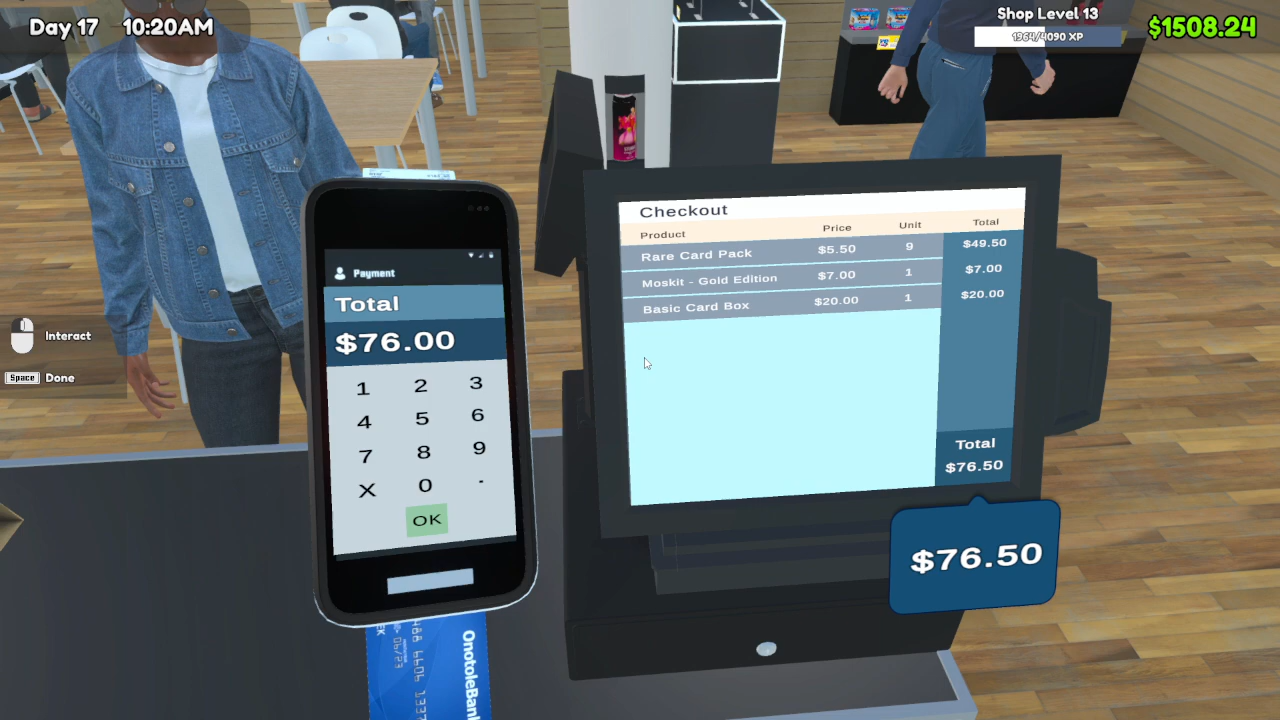 Day 17 10:20AM
Shop Level 13
1964/4090 XP
$1508.24
Interact
Space Done
Payment
Total
$76.00
1 2 3
4 5 6
7 8 9
X 0 .
OK
Checkout
Product Price Unit Total
Rare Card Pack $5.50 9 $49.50
Moskit - Gold Edition $7.00 1 $7.00
Basic Card Box $20.00 1 $20.00
Total
$76.50
$76.50
OnotoleBank
06/23